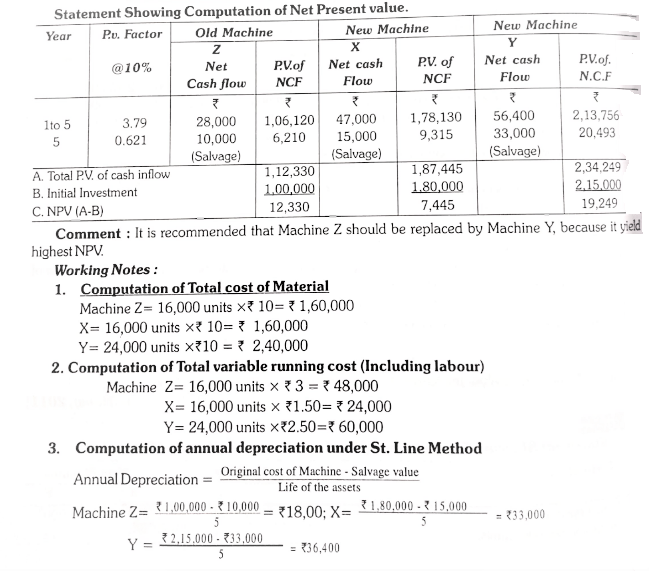 Statement Showing Computation of Net Present value.
Year P.v. Factor Old Machine New Machine New Machine
Z X Y
@10% Net P.V.of Net cash P.V. of Net cash P.V.of.
Cash flow NCF Flow NCF Flow N.C.F
₹ ₹ ₹ ₹ ₹ ₹
1to 5 3.79 28,000 1,06,120 47,000 1,78,130 56,400 2,13,756
5 0.621 10,000 6,210 15,000 9,315 33,000 20,493
(Salvage) (Salvage) (Salvage)
A. Total P.V. of cash inflow 1,12,330 1,87,445 2,34,249
B. Initial Investment 1,00,000 1,80,000 2,15,000
C. NPV (A-B) 12,330 7,445 19,249
Comment : It is recommended that Machine Z should be replaced by Machine Y, because it yield
highest NPV.
Working Notes :
1. Computation of Total cost of Material
Machine Z= 16,000 units ×₹ 10= ₹ 1,60,000
X= 16,000 units ×₹ 10= ₹ 1,60,000
Y= 24,000 units ×₹10 = ₹ 2,40,000
2. Computation of Total variable running cost (Including labour)
Machine Z= 16,000 units × ₹ 3 = ₹ 48,000
X= 16,000 units × ₹1.50= ₹ 24,000
Y= 24,000 units ×₹2.50=₹ 60,000
3. Computation of annual depreciation under St. Line Method
Annual Depreciation = Original cost of Machine - Salvage value
Life of the assets
Machine Z= ₹ 1,00,000 - ₹ 10,000 = ₹18,00; X= ₹ 1,80,000 - ₹ 15,000 = ₹33,000
5 5
Y = ₹ 2,15,000 - ₹33,000 = ₹36,400
5